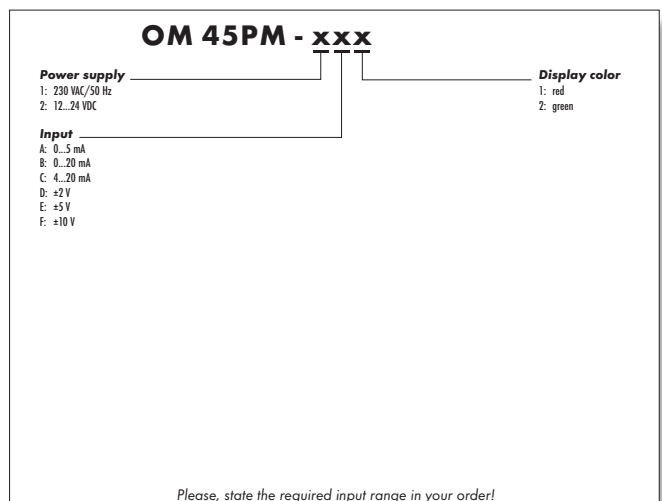 OM 45PM - xxx
Power supply
1: 230 VAC/50 Hz
2: 12...24 VDC
Display color
1: red
2: green
Input
A: 0...5 mA
B: 0...20 mA
C: 4...20 mA
D: ±2 V
E: ±5 V
F: ±10 V
Please, state the required input range in your order!